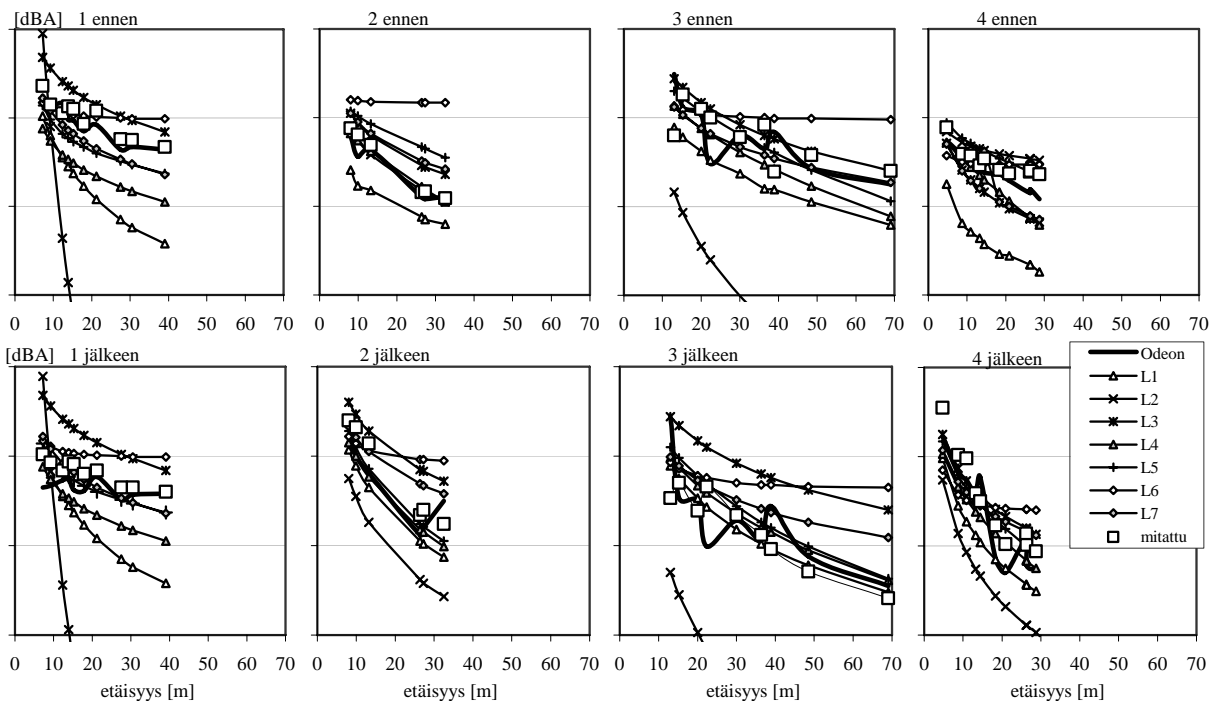 [dBA] 1 ennen
2 ennen
3 ennen
4 ennen
0 10 20 30 40 50 60 70
0 10 20 30 40 50 60 70
0 10 20 30 40 50 60 70
0 10 20 30 40 50 60 70
[dBA] 1 jälkeen
2 jälkeen
3 jälkeen
4 jälkeen
Odeon
L1
L2
L3
L4
L5
L6
L7
mitattu
0 10 20 30 40 50 60 70
0 10 20 30 40 50 60 70
0 10 20 30 40 50 60 70
0 10 20 30 40 50 60 70
etäisyys [m]
etäisyys [m]
etäisyys [m]
etäisyys [m]